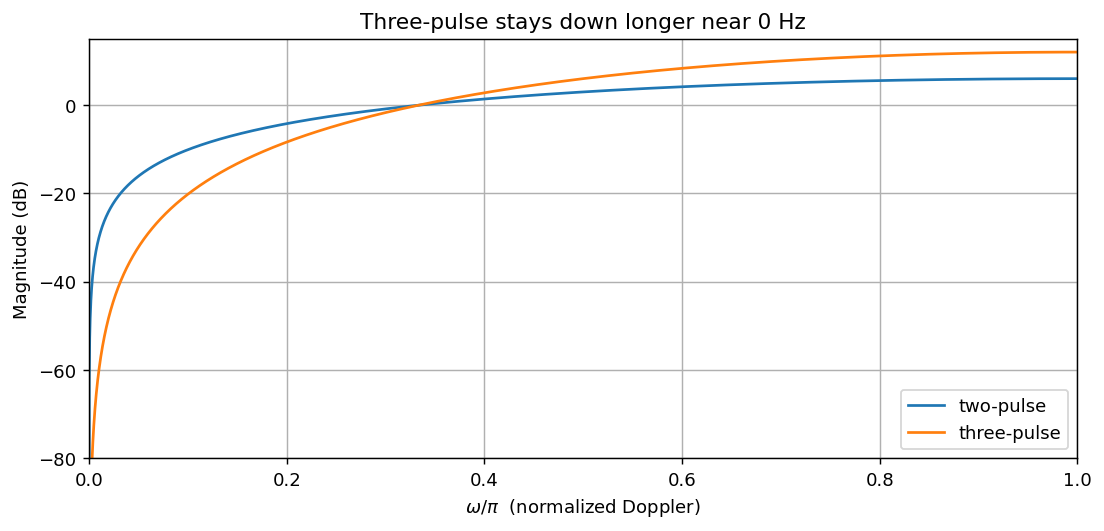 Three-pulse stays down longer near 0 Hz
Magnitude (dB)
0
−20
−40
−60
−80
0.0
0.2
0.4
0.6
0.8
1.0
ω/π (normalized Doppler)
two-pulse
three-pulse